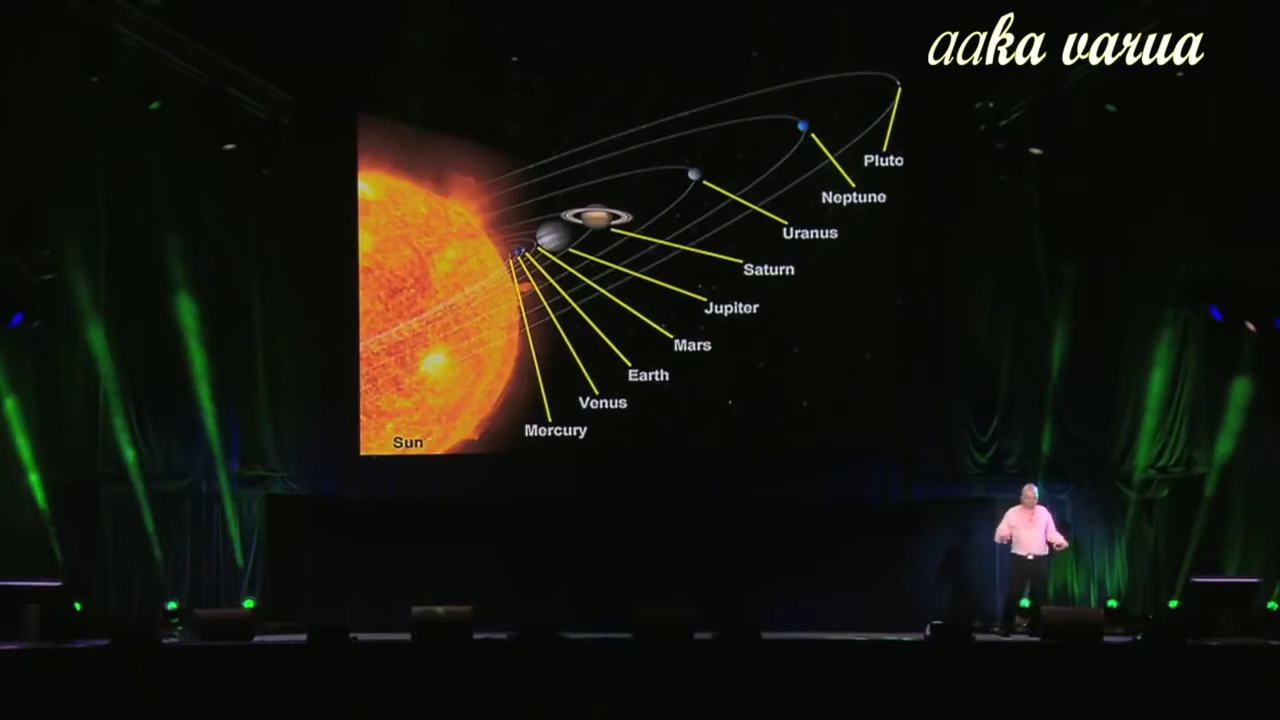 aaka varua
Pluto
Neptune
Uranus
Saturn
Jupiter
Mars
Earth
Venus
Mercury
Sun